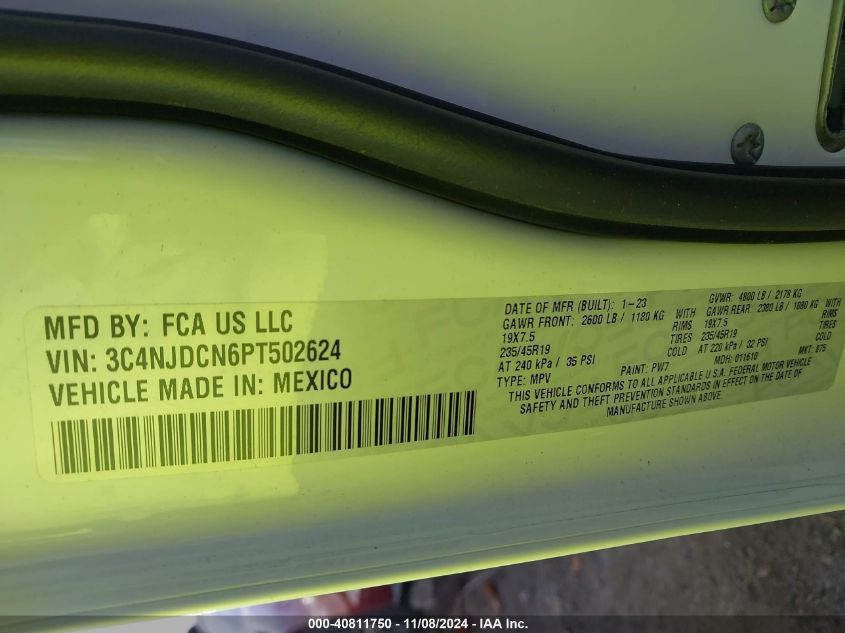 MFD BY: FCA US LLC
VIN: 3C4NJDCN6PT502624
VEHICLE MADE IN: MEXICO
DATE OF MFR (BUILT): 1-23 GVWR: 4800 LB / 2178 KG
GAWR FRONT: 2600 LB / 1180 KG WITH GAWR REAR: 2380 LB / 1080 KG WITH
19X7.5 RIMS 19X7.5 RIMS
235/45R19 TIRES 235/45R19 TIRES
AT 240 kPa / 35 PSI COLD AT 220 kPa / 32 PSI COLD
TYPE: MPV PAINT: PW7 MDH: 011610 MKT: 875
THIS VEHICLE CONFORMS TO ALL APPLICABLE U.S.A. FEDERAL MOTOR VEHICLE
SAFETY AND THEFT PREVENTION STANDARDS IN EFFECT ON THE DATE OF
MANUFACTURE SHOWN ABOVE.
000-40811750 - 11/08/2024 - IAA Inc.